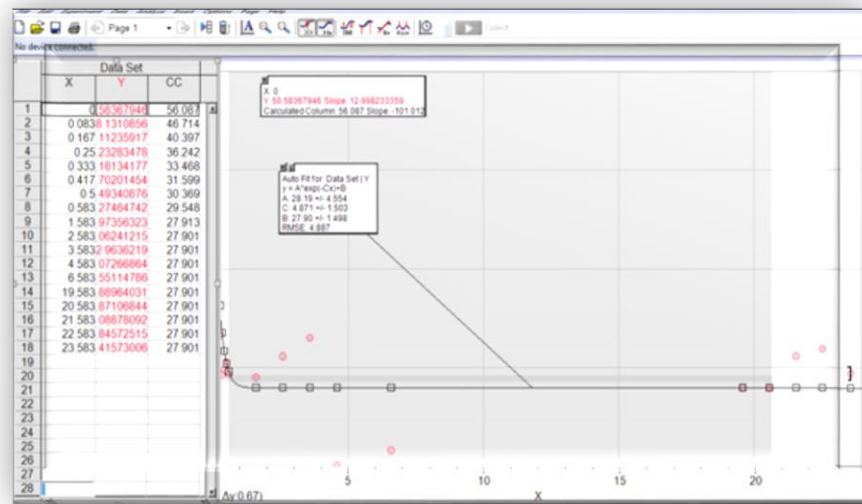 Page 1
Collect
No device connected.
Data Set
X Y CC
1 0 58367946 56.087
2 0.083 8.1310856 46.714
3 0.167 11235917 40.397
4 0.25 23283478 36.242
5 0.333 18134177 33.468
6 0.417 70201454 31.599
7 0.5 49340876 30.369
8 0.583 27464742 29.548
9 1.583 97356323 27.913
10 2.583 06241215 27.901
11 3.583 2.9636219 27.901
12 4.583 07266864 27.901
13 6.583 55114786 27.901
14 19.583 88964031 27.901
15 20.583 87106844 27.901
16 21.583 08878092 27.901
17 22.583 84572515 27.901
18 23.583 41573006 27.901
19
20
21
22
23
24
25
26
27
28
X: 0
Y: 50.58367946 Slope: 12.998233359
Calculated Column: 56.087 Slope: -101.012
Auto Fit for: Data Set | Y
y = A*exp(-Cx)+B
A: 28.19 +/- 4.554
C: 4.871 +/- 1.503
B: 27.90 +/- 1.498
RMSE: 4.887
5 10 15 20
Δy:0.67)
X